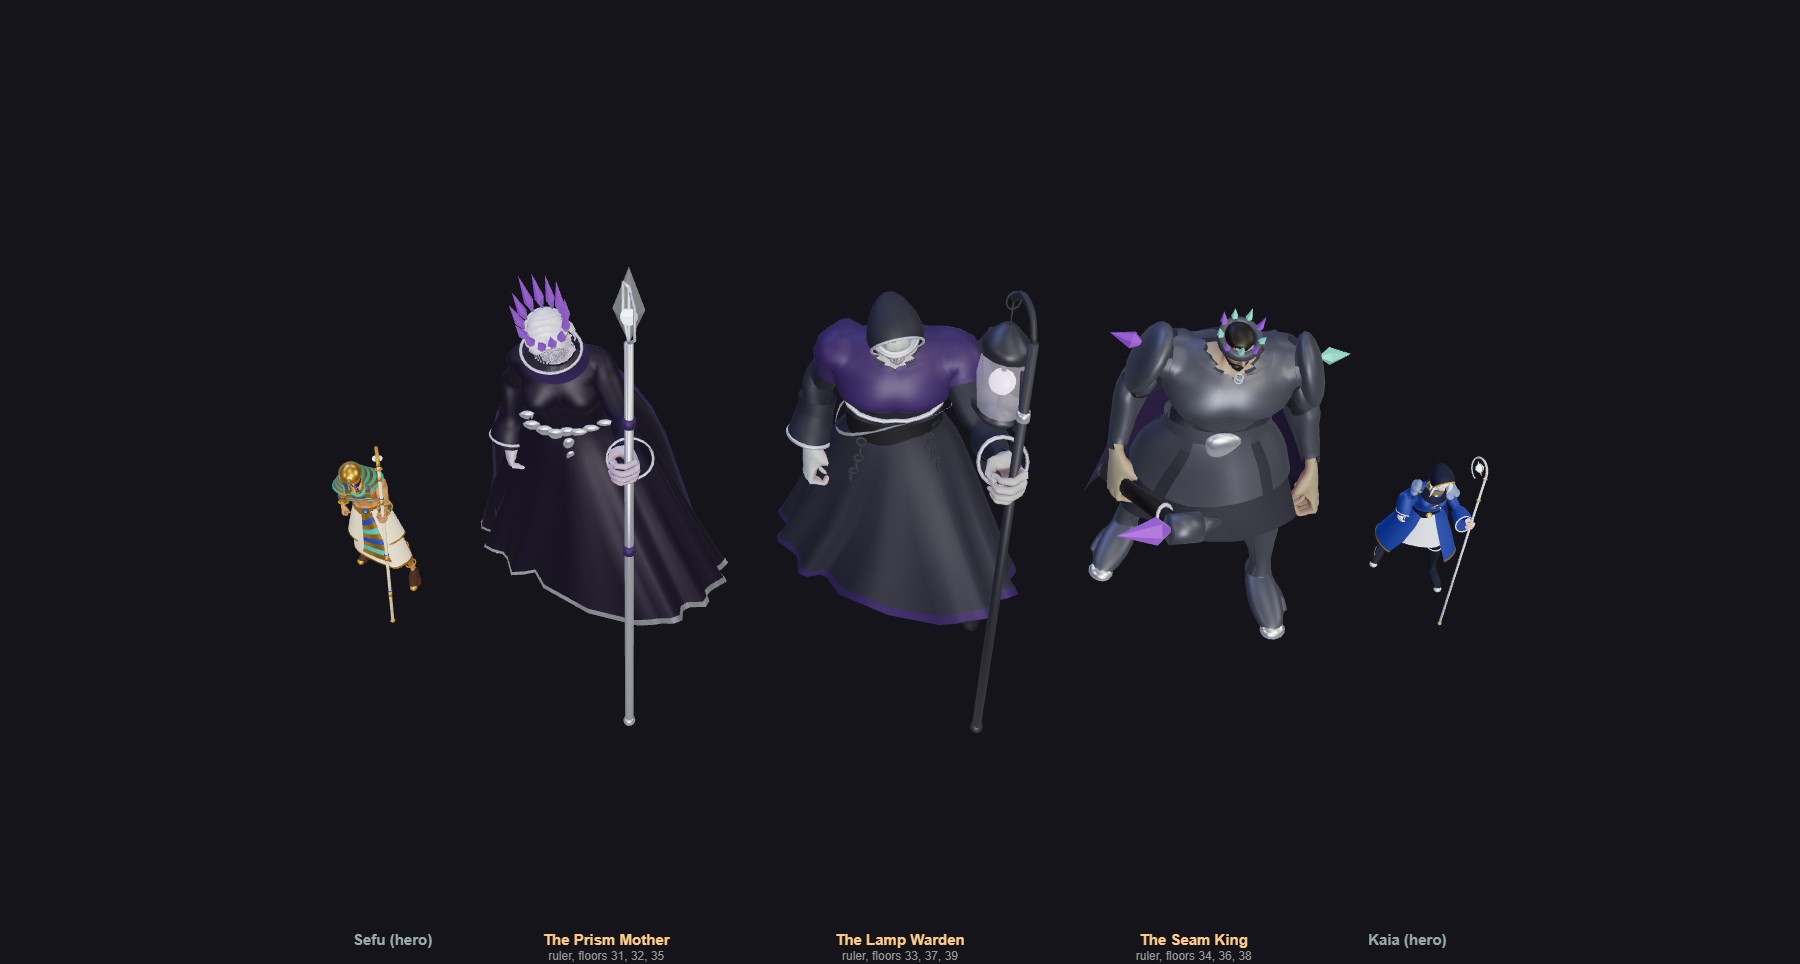 Sefu (hero)
The Prism Mother
ruler, floors 31, 32, 35
The Lamp Warden
ruler, floors 33, 37, 39
The Seam King
ruler, floors 34, 36, 38
Kaia (hero)